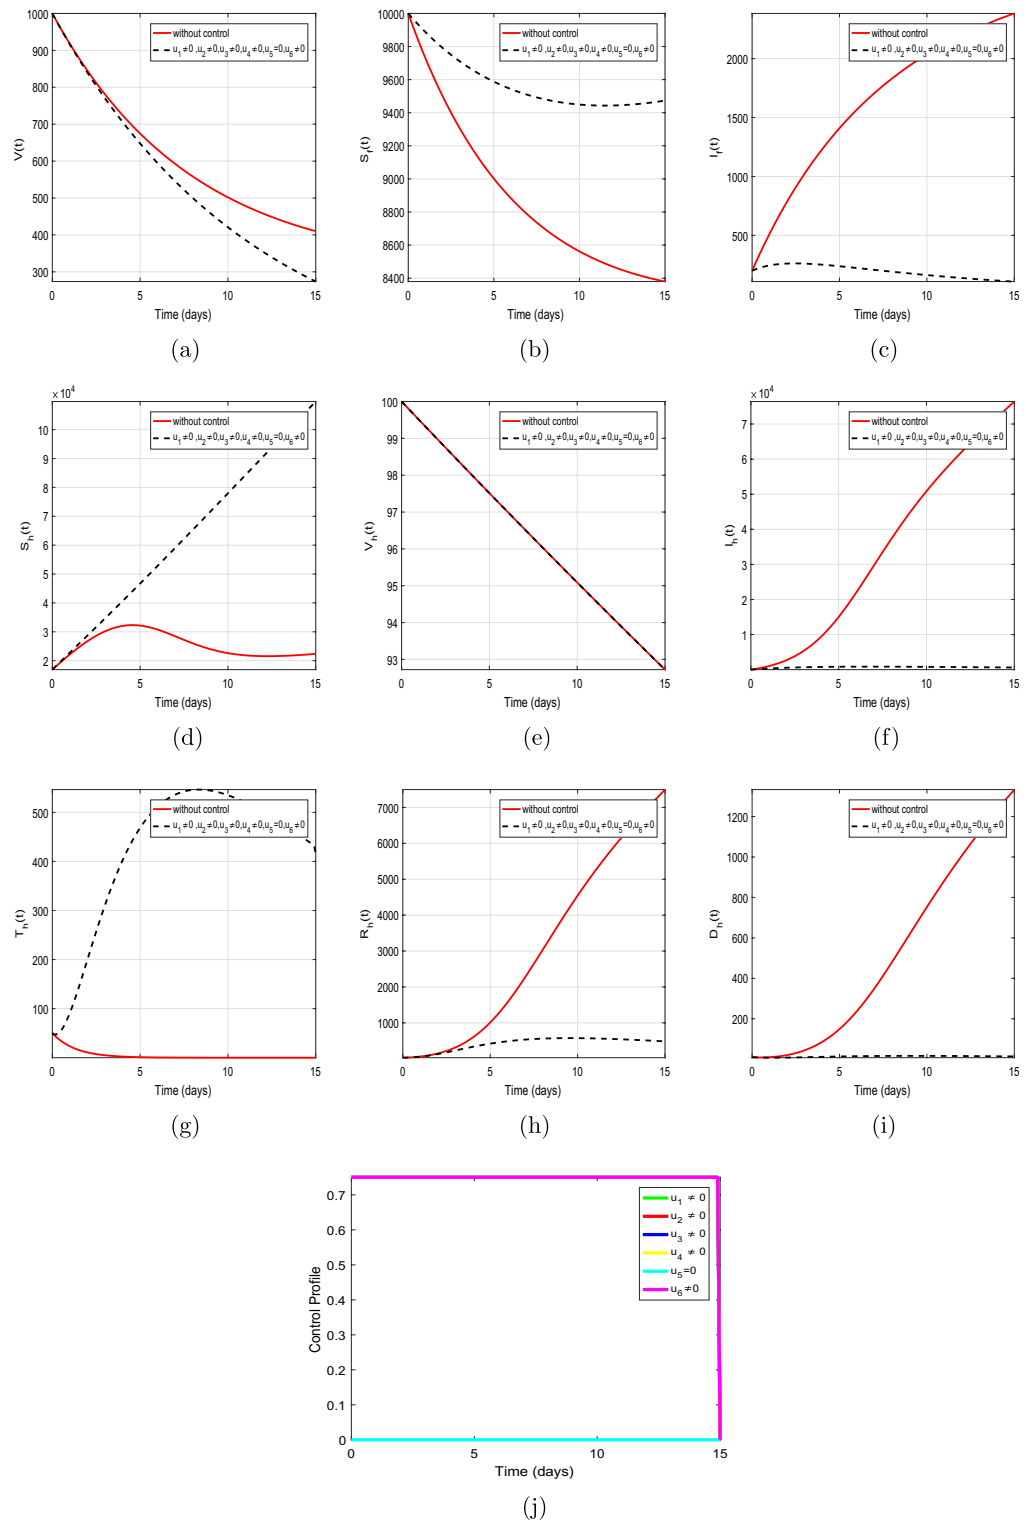 1000
900
800
700
600
500
400
300
0
5
10
15
V(t)
Time (days)
without control
u1 ≠0 ,u2 ≠0,u3 ≠0,u4 ≠0,u5 =0,u6 ≠0
(a)
10000
9800
9600
9400
9200
9000
8800
8600
8400
0
5
10
15
Sf(t)
Time (days)
without control
u1 ≠0 ,u2 ≠0,u3 ≠0,u4 ≠0,u5 =0,u6 ≠0
(b)
2000
1500
1000
500
0
5
10
15
If(t)
Time (days)
without control
u1 ≠0 ,u2 ≠0,u3 ≠0,u4 ≠0,u5 =0,u6 ≠0
(c)
×10^4
10
9
8
7
6
5
4
3
2
0
5
10
15
Sh(t)
Time (days)
without control
u1 ≠0 ,u2 ≠0,u3 ≠0,u4 ≠0,u5 =0,u6 ≠0
(d)
100
99
98
97
96
95
94
93
0
5
10
15
Vh(t)
Time (days)
without control
u1 ≠0 ,u2 ≠0,u3 ≠0,u4 ≠0,u5 =0,u6 ≠0
(e)
×10^4
7
6
5
4
3
2
1
0
5
10
15
Ih(t)
Time (days)
without control
u1 ≠0 ,u2 ≠0,u3 ≠0,u4 ≠0,u5 =0,u6 ≠0
(f)
500
400
300
200
100
0
5
10
15
Th(t)
Time (days)
without control
u1 ≠0 ,u2 ≠0,u3 ≠0,u4 ≠0,u5 =0,u6 ≠0
(g)
7000
6000
5000
4000
3000
2000
1000
0
5
10
15
Rh(t)
Time (days)
without control
u1 ≠0 ,u2 ≠0,u3 ≠0,u4 ≠0,u5 =0,u6 ≠0
(h)
1200
1000
800
600
400
200
0
5
10
15
Dh(t)
Time (days)
without control
u1 ≠0 ,u2 ≠0,u3 ≠0,u4 ≠0,u5 =0,u6 ≠0
(i)
0.7
0.6
0.5
0.4
0.3
0.2
0.1
0
0
5
10
15
Control Profile
Time (days)
u1 ≠ 0
u2 ≠ 0
u3 ≠ 0
u4 ≠ 0
u5=0
u6 ≠0
(j)